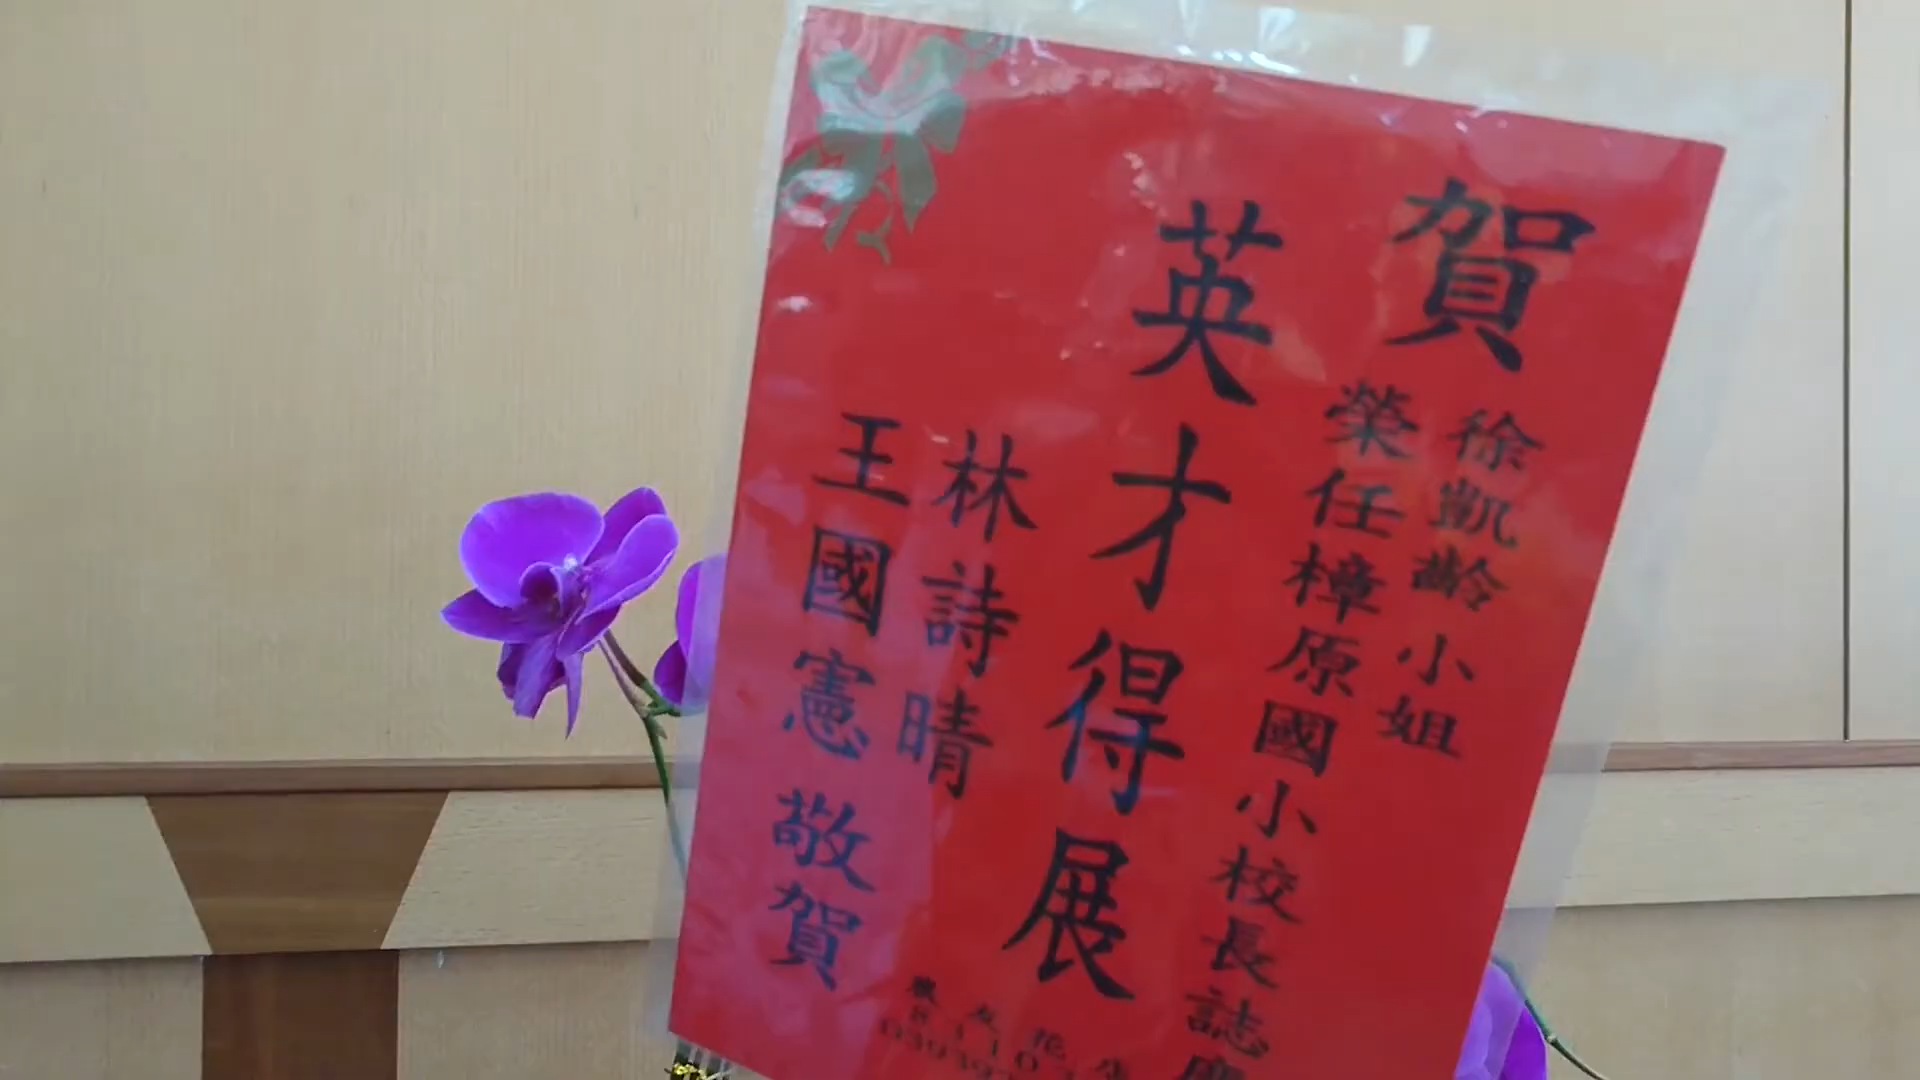 賀
徐凱齡小姐
榮任樟原國小校長誌慶
英才得展
林詩晴
王國憲 敬賀